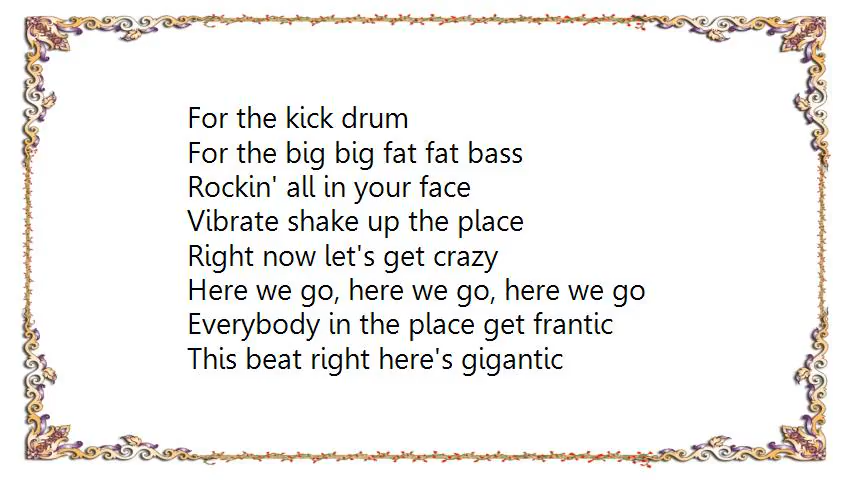 For the kick drum
For the big big fat fat bass
Rockin' all in your face
Vibrate shake up the place
Right now let's get crazy
Here we go, here we go, here we go
Everybody in the place get frantic
This beat right here's gigantic